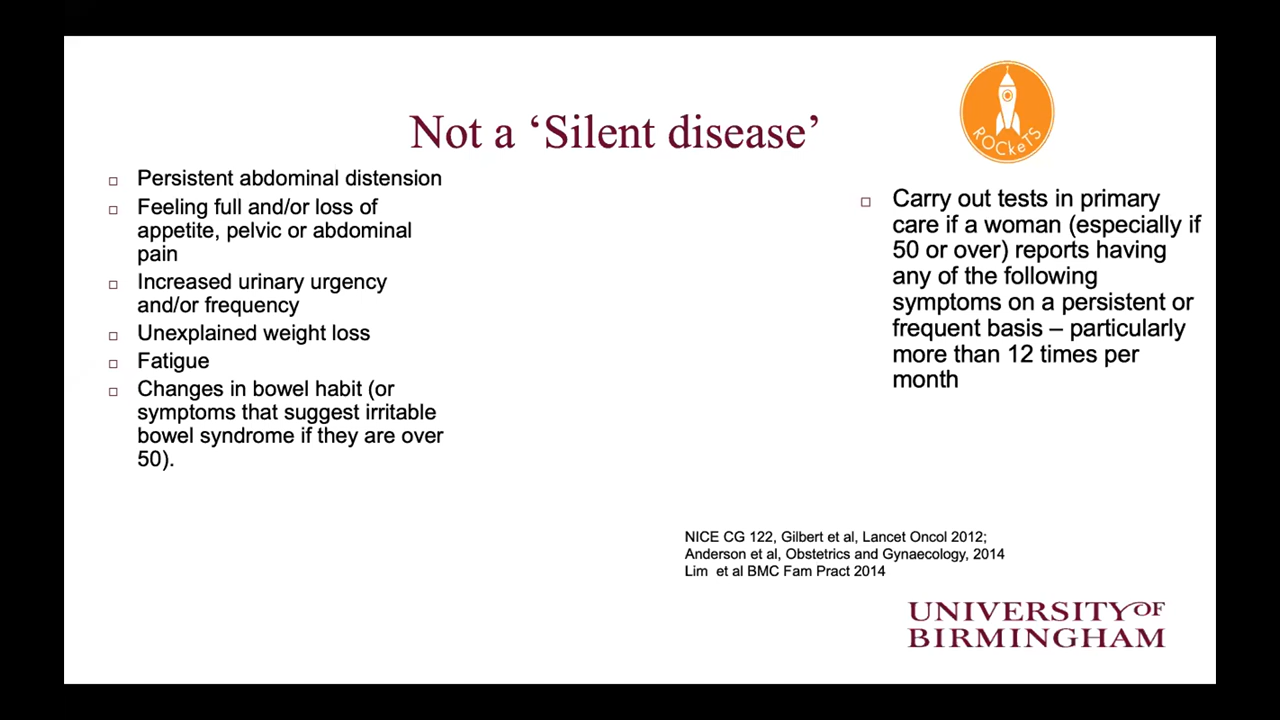 Not a ‘Silent disease’
ROCkeTS
Persistent abdominal distension
Feeling full and/or loss of
appetite, pelvic or abdominal
pain
Increased urinary urgency
and/or frequency
Unexplained weight loss
Fatigue
Changes in bowel habit (or
symptoms that suggest irritable
bowel syndrome if they are over
50).
Carry out tests in primary
care if a woman (especially if
50 or over) reports having
any of the following
symptoms on a persistent or
frequent basis – particularly
more than 12 times per
month
NICE CG 122, Gilbert et al, Lancet Oncol 2012;
Anderson et al, Obstetrics and Gynaecology, 2014
Lim et al BMC Fam Pract 2014
UNIVERSITY OF
BIRMINGHAM